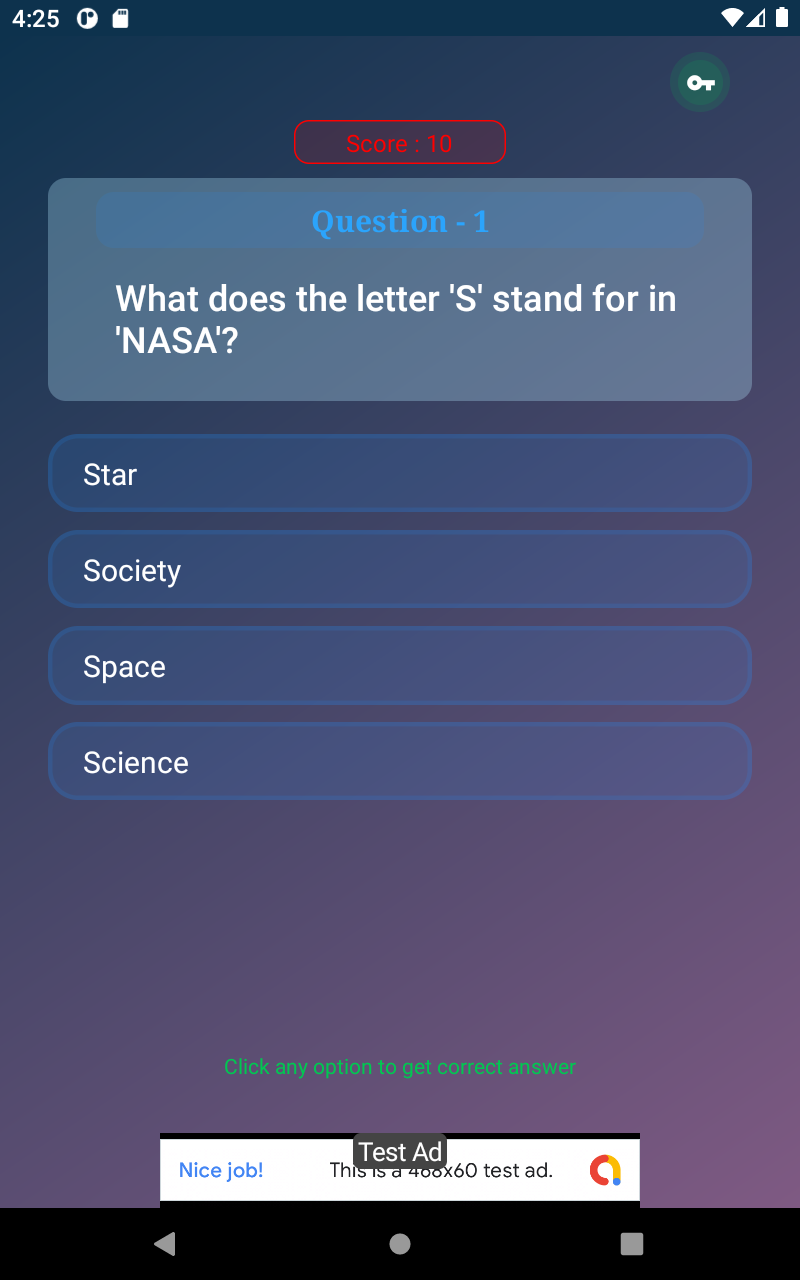 4:25
Score : 10
Question - 1
What does the letter 'S' stand for in
'NASA'?
Star
Society
Space
Science
Click any option to get correct answer
Test Ad
Nice job!
This is a 468x60 test ad.